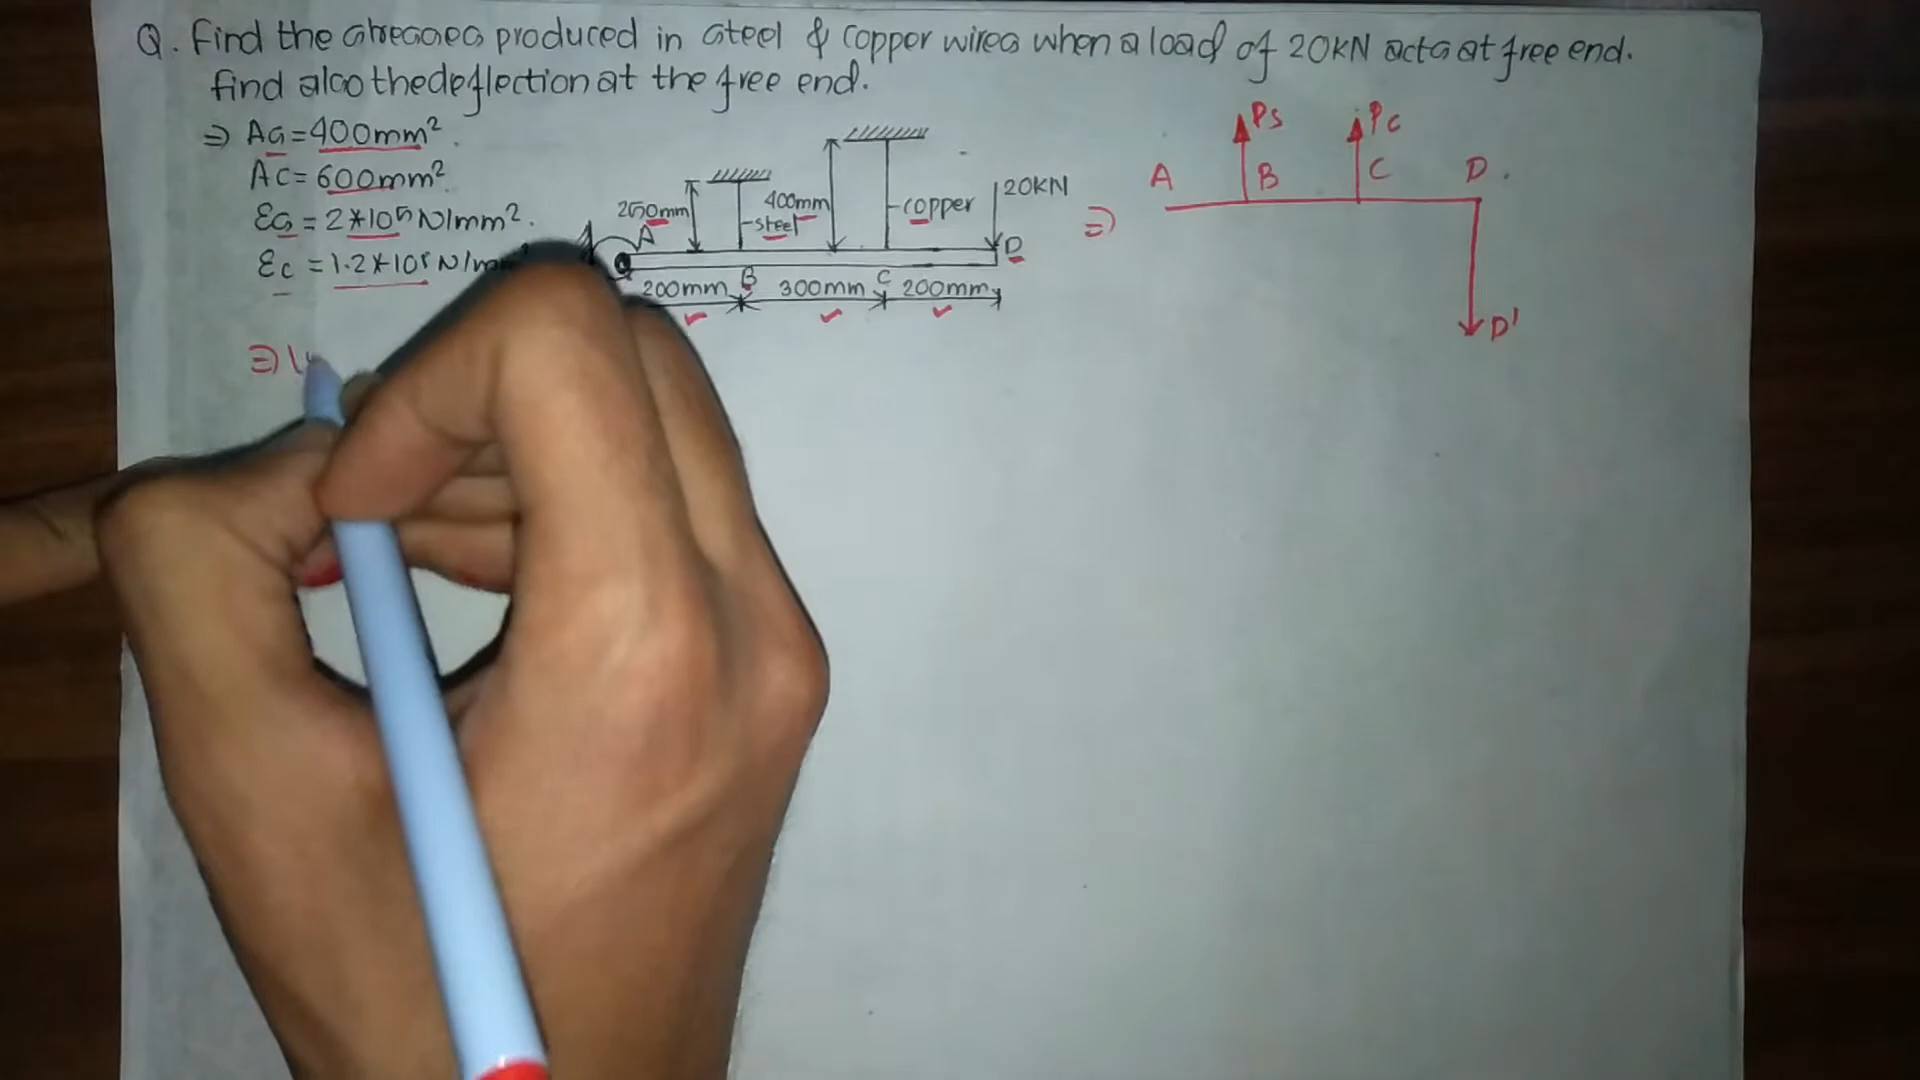 Q. Find the stresses produced in steel & copper wires when a load of 20KN acts at free end.
find also the deflection at the free end.
⇒ As = 400mm².
Ac = 600mm²
Es = 2*10⁵ N/mm².
Ec = 1.2*10⁵ N/mm²
250mm
steel
400mm
copper
20KN
A
B
C
D
200mm
300mm
200mm
⇒
A
Ps
B
Pc
C
D
D'
⇒